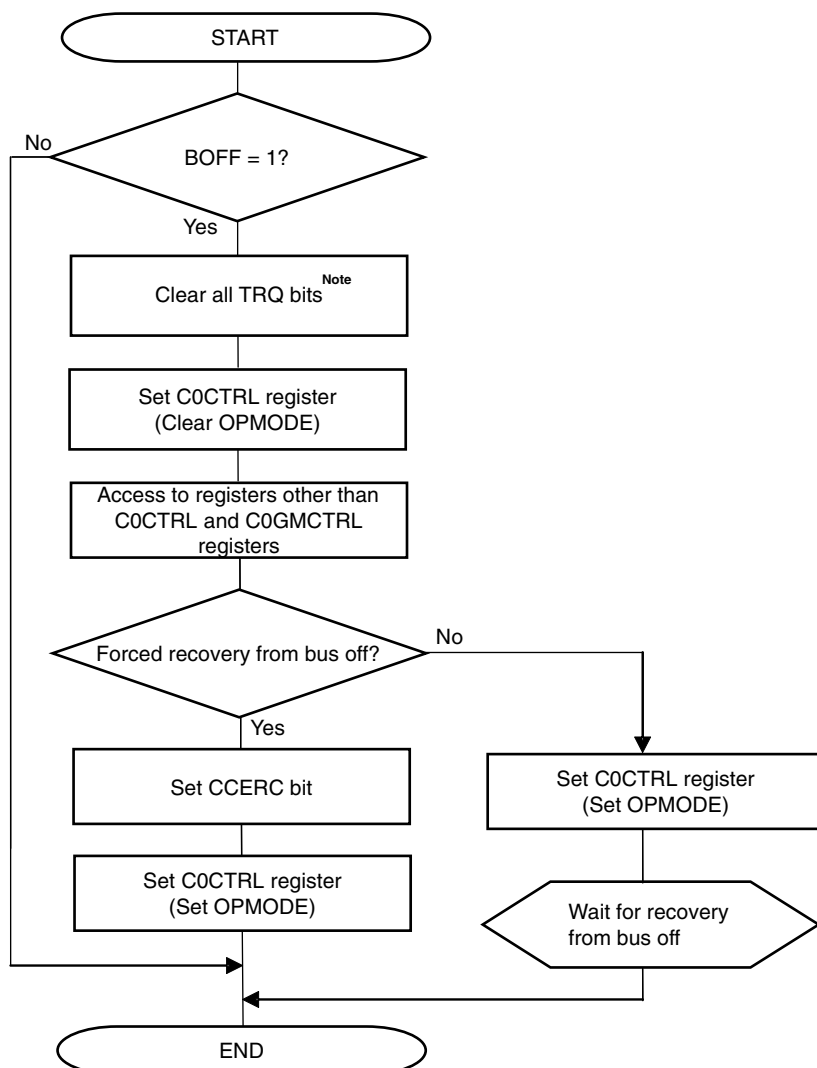 START
No
BOFF = 1?
Yes
Clear all TRQ bits Note
Set C0CTRL register
(Clear OPMODE)
Access to registers other than
C0CTRL and C0GMCTRL
registers
Forced recovery from bus off?
No
Yes
Set CCERC bit
Set C0CTRL register
(Set OPMODE)
Set C0CTRL register
(Set OPMODE)
Wait for recovery
from bus off
END